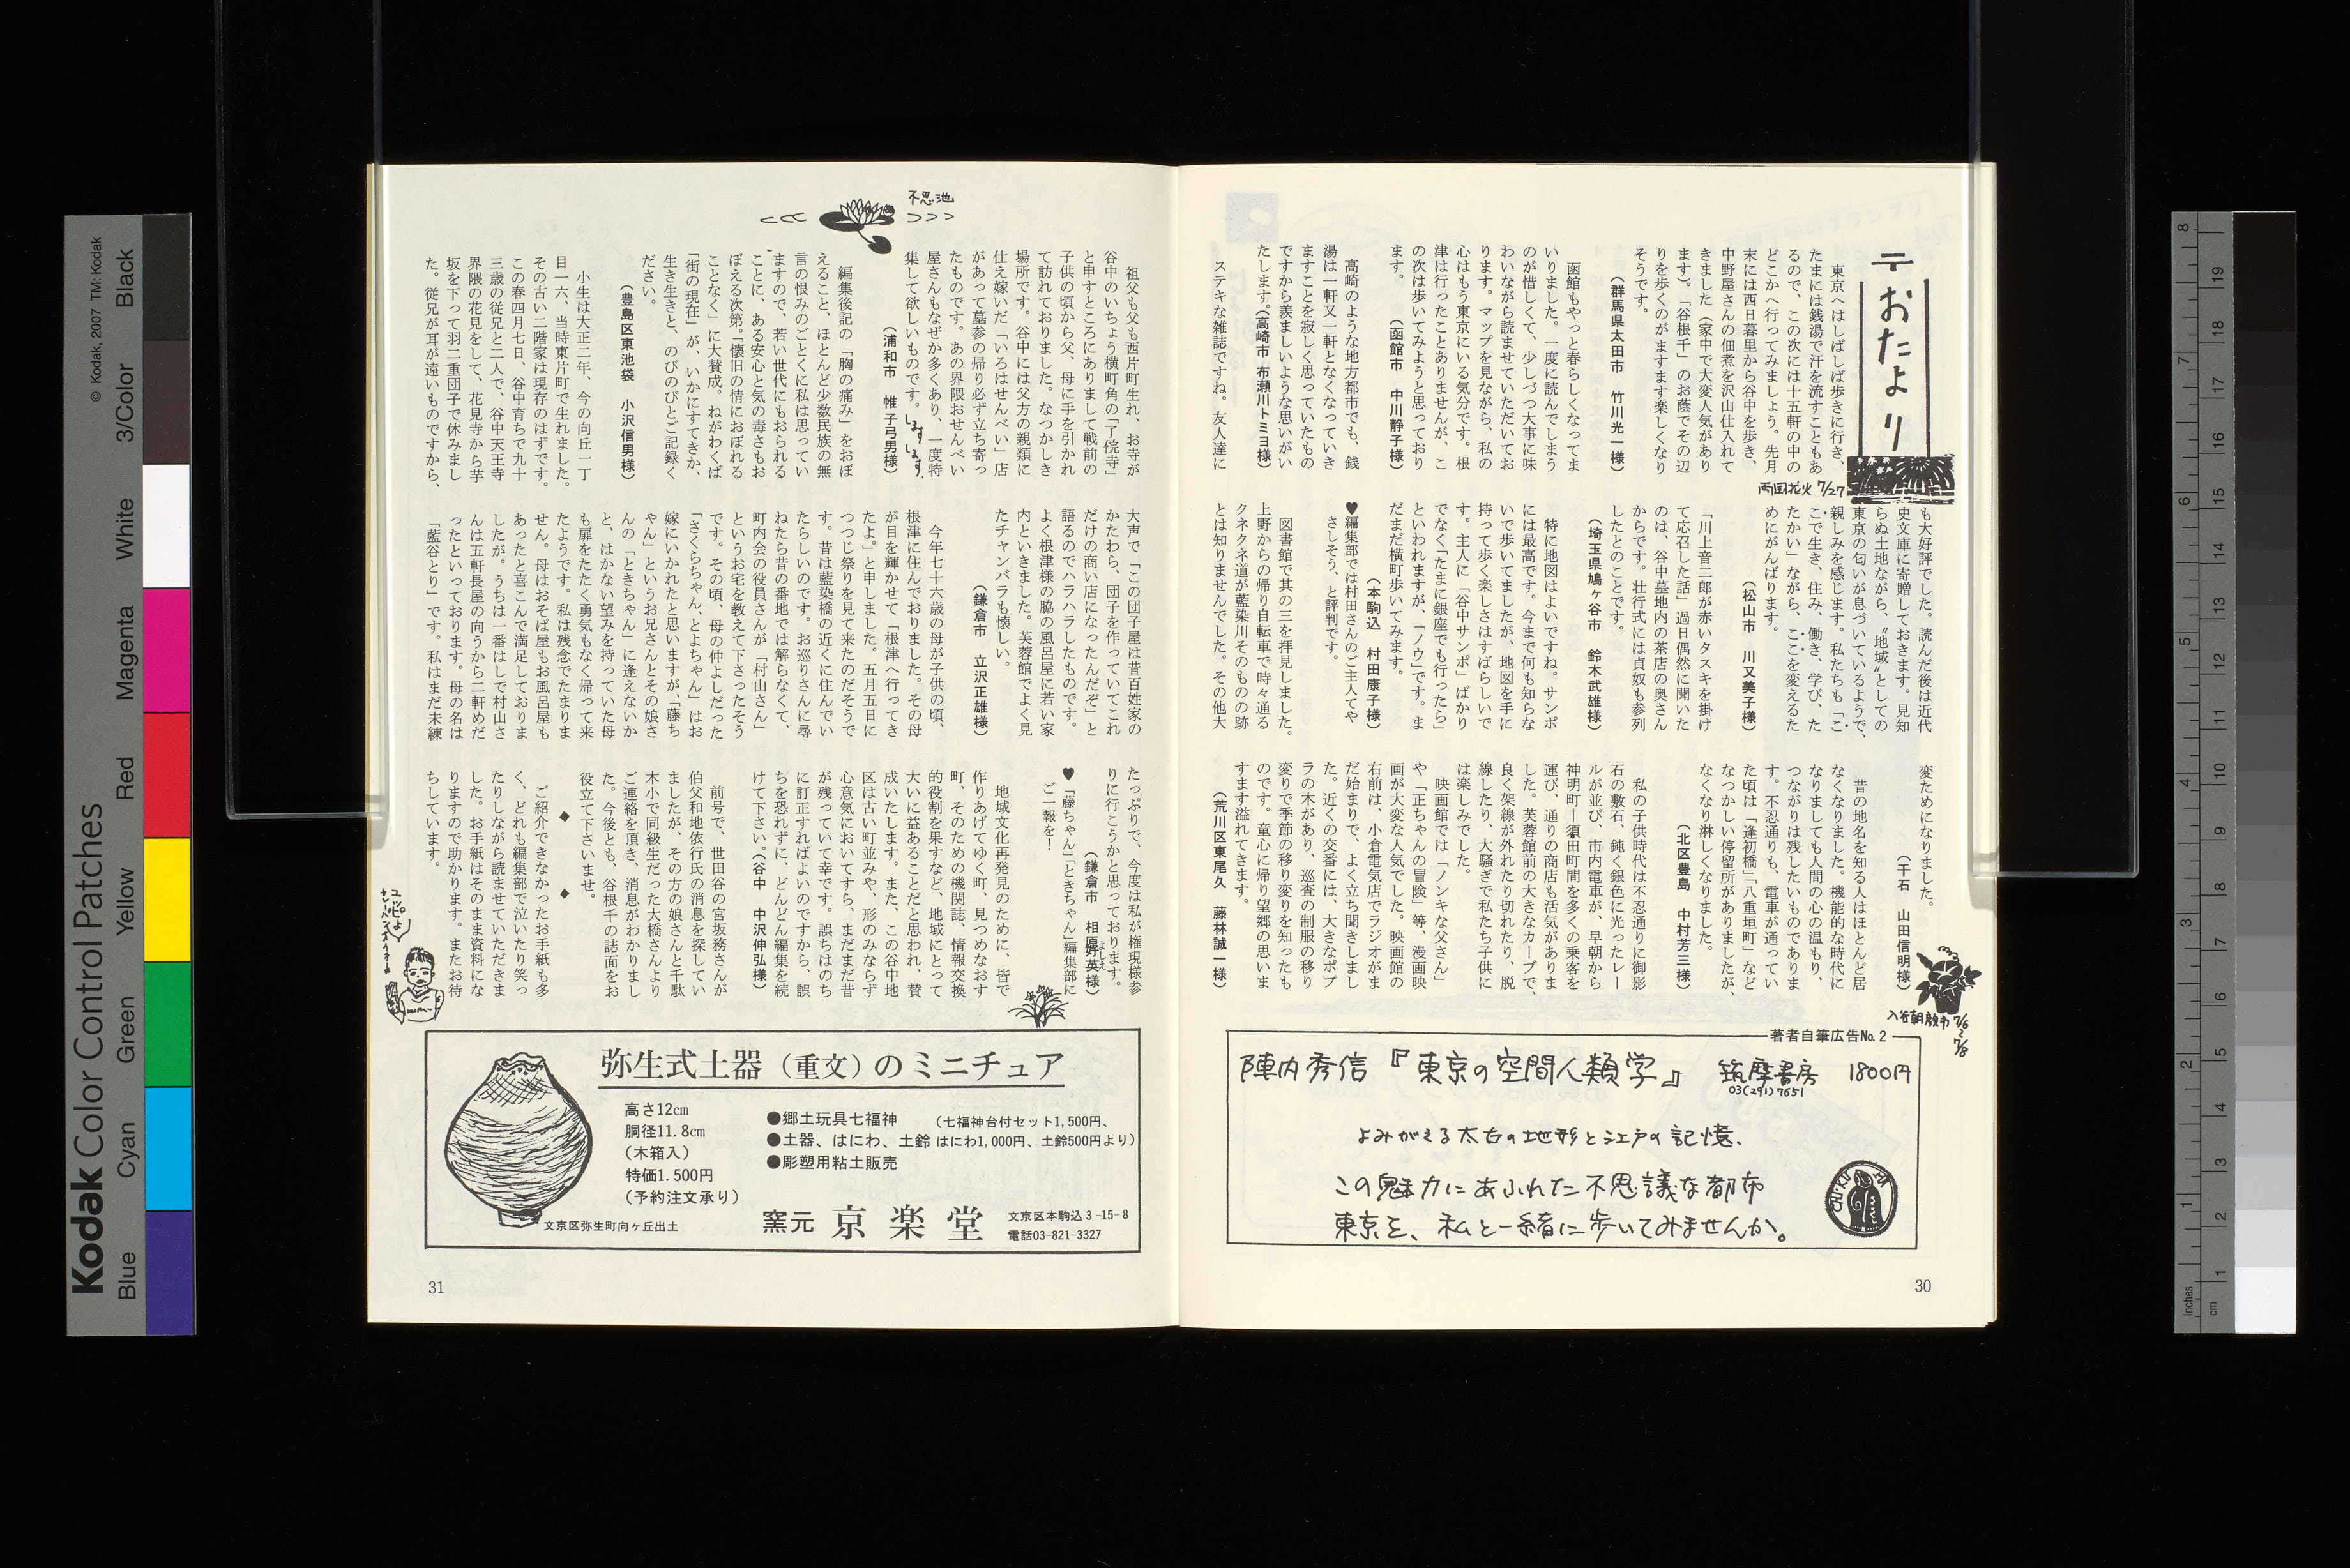 〒おたより
両国花火 7/27
東京へはしばしば歩きに行き、
たまには銭湯で汗を流すこともあ
るので、この次には十五軒の中の
どこかへ行ってみましょう。先月
末には西日暮里から谷中を歩き、
中野屋さんの佃煮を沢山仕入れて
きました（家中で大変人気があり
ます）。「谷根千」のお蔭でその辺
りを歩くのがますます楽しくなり
そうです。
（群馬県太田市　竹川光一様）
函館もやっと春らしくなってま
いりました。一度に読んでしまう
のが惜しくて、少しづつ大事に味
わいながら読ませていただいてお
ります。マップを見ながら、私の
心はもう東京にいる気分です。根
津は行ったことありませんが、こ
の次は歩いてみようと思っており
ます。
（函館市　中川静子様）
高崎のような地方都市でも、銭
湯は一軒又一軒となくなっていき
ますことを寂しく思っていたもの
ですから羨ましいような思いがい
たします。（高崎市 布瀬川トミヨ様）
ステキな雑誌ですね。友人達に
も大好評でした。読んだ後は近代
史文庫に寄贈しておきます。見知
らぬ土地ながら、〝地域〟としての
東京の匂いが息づいているようで、
親しみを感じます。私たちも「こ
こで生き、住み、働き、学び、た
たかい」ながら、ここを変えるた
めにがんばります。
（松山市　川又美子様）
「川上音二郎が赤いタスキを掛け
て応召した話」過日偶然に聞いた
のは、谷中墓地内の茶店の奥さん
からです。壮行式には貞奴も参列
したとのことです。
（埼玉県鳩ヶ谷市　鈴木武雄様）
特に地図はよいですね。サンポ
には最高です。今まで何も知らな
いで歩いてましたが、地図を手に
持って歩く楽しさはすばらしいで
す。主人に「谷中サンポ」ばかり
でなく「たまに銀座でも行ったら」
といわれますが、「ノウ」です。ま
だまだ横町歩いてみます。
（本駒込　村田康子様）
♥編集部では村田さんのご主人てや
さしそう、と評判です。
図書館で其の三を拝見しました。
上野からの帰り自転車で時々通る
クネクネ道が藍染川そのものの跡
とは知りませんでした。その他大
変ためになりました。
（千石　山田信明様）
昔の地名を知る人はほとんど居
なくなりました。機能的な時代に
なりましても人間の心の温もり、
つながりは残したいものでありま
す。不忍通りも、電車が通ってい
た頃は「逢初橋」「八重垣町」など
なつかしい停留所がありましたが、
なくなり淋しくなりました。
（北区豊島　中村芳三様）
私の子供時代は不忍通りに御影
石の敷石、鈍く銀色に光ったレー
ルが並び、市内電車が、早朝から
神明町―須田町間を多くの乗客を
運び、通りの商店も活気がありま
した。芙蓉館前の大きなカーブで、
良く架線が外れたり切れたり、脱
線したり、大騒ぎで私たち子供に
は楽しみでした。
映画館では「ノンキな父さん」
や「正ちゃんの冒険」等、漫画映
画が大変な人気でした。映画館の
右前は、小倉電気店でラジオがま
だ始まりで、よく立ち聞きしまし
た。近くの交番には、大きなポプ
ラの木があり、巡査の制服の移り
変りで季節の移り変りを知ったも
のです。童心に帰り望郷の思いま
すます溢れてきます。
（荒川区東尾久　藤林誠一様）
入谷朝顔市 7/6〜7/8
著者自筆広告No.2
陣内秀信『東京の空間人類学』　筑摩書房　1800円
03(291)7651
よみがえる太古の地形と江戸の記憶、
この魅力にあふれた不思議な都市
東京を、私と一緒に歩いてみませんか。
30
不忍池
祖父も父も西片町生れ、お寺が
谷中のいちょう横町角の「了俒寺」
と申すところにありまして戦前の
子供の頃から父、母に手を引かれ
て訪れておりました。なつかしき
場所です。谷中には父方の親類に
仕え嫁いだ「いろはせんべい」店
があって墓参の帰り必ず立ち寄っ
たものです。あの界隈おせんべい
屋さんもなぜか多くあり、一度特
集して欲しいものです。します します。
（浦和市　帷子弓男様）
編集後記の「胸の痛み」をおぼ
えること、ほとんど少数民族の無
言の恨みのごとくに私は思ってい
ますので、若い世代にもおられる
ことに、ある安心と気の毒さもお
ぼえる次第。「懐旧の情におぼれる
ことなく」に大賛成。ねがわくば
「街の現在」が、いかにすてきか、
生き生きと、のびのびとご記録く
ださい。
（豊島区東池袋　小沢信男様）
小生は大正二年、今の向丘一丁
目一六、当時東片町で生れました。
その古い二階家は現存のはずです。
この春四月七日、谷中育ちで九十
三歳の従兄と二人で、谷中天王寺
界隈の花見をして、花見寺から芋
坂を下って羽二重団子で休みまし
た。従兄が耳が遠いものですから、
大声で「この団子屋は昔百姓家の
かたわら、団子を作っていてこれ
だけの商い店になったんだぞ」と
語るのでハラハラしたものです。
よく根津様の脇の風呂屋に若い家
内といきました。芙蓉館でよく見
たチャンバラも懐しい。
（鎌倉市　立沢正雄様）
今年七十六歳の母が子供の頃、
根津に住んでおりました。その母
が目を輝かせて「根津へ行ってき
たよ。」と申しました。五月五日に
つつじ祭りを見て来たのだそうで
す。昔は藍染橋の近くに住んでい
たらしいのです。お巡りさんに尋
ねたら昔の番地では解らなくて、
町内会の役員さんが「村山さん」
というお宅を教えて下さったそう
です。その頃、母の仲よしだった
「さくらちゃん、とよちゃん」はお
嫁にいかれたと思いますが、「藤ち
ゃん」というお兄さんとその娘さ
んの「ときちゃん」に逢えないか
と、はかない望みを持っていた母
も扉をたたく勇気もなく帰って来
たようです。私は残念でたまりま
せん。母はおそば屋もお風呂屋も
あったと喜こんで満足しておりま
したが。うちは一番はしで村山さ
んは五軒長屋の向うから二軒めだ
ったといっております。母の名は
「藍谷とり」です。私はまだ未練
たっぷりで、今度は私が権現様参
りに行こうかと思っております。
（鎌倉市　相原好英様）
よしえ
♥「藤ちゃん」「ときちゃん」編集部に
ご一報を！
地域文化再発見のために、皆で
作りあげてゆく町、見つめなおす
町、そのための機関誌、情報交換
的役割を果すなど、地域にとって
大いに益あることだと思われ、賛
成いたします。また、この谷中地
区は古い町並みや、形のみならず
心意気においてすら、まだまだ昔
が残っていて幸です。誤ちはのち
に訂正すればよいのですから、誤
ちを恐れずに、どんどん編集を続
けて下さい。（谷中　中沢伸弘様）
前号で、世田谷の宮坂務さんが
伯父和地依行氏の消息を探してい
ましたが、その方の娘さんと千駄
木小で同級生だった大橋さんより
ご連絡を頂き、消息がわかりまし
た。今後とも、谷根千の誌面をお
役立て下さいませ。
◆　◆
ご紹介できなかったお手紙も多
く、どれも編集部で泣いたり笑っ
たりしながら読ませていただきま
した。お手紙はそのまま資料にな
りますので助かります。またお待
ちしています。
弥生式土器（重文）のミニチュア
高さ12cm
胴径11.8cm
（木箱入）
特価1.500円
（予約注文承り）
文京区弥生町向ヶ丘出土
●郷土玩具七福神　（七福神台付セット1,500円、
●土器、はにわ、土鈴 はにわ1,000円、土鈴500円より）
●彫塑用粘土販売
窯元 京楽堂
文京区本駒込3-15-8
電話03-821-3327
31
Kodak Color Control Patches
© Kodak, 2007 TM: Kodak
Blue
Cyan
Green
Yellow
Red
Magenta
White
3/Color
Black
inches
1 2 3 4 5 6 7 8
cm
1 2 3 4 5 6 7 8 9 10 11 12 13 14 15 16 17 18 19